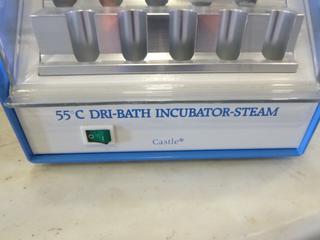 55°C DRI-BATH INCUBATOR-STEAM
Castle®